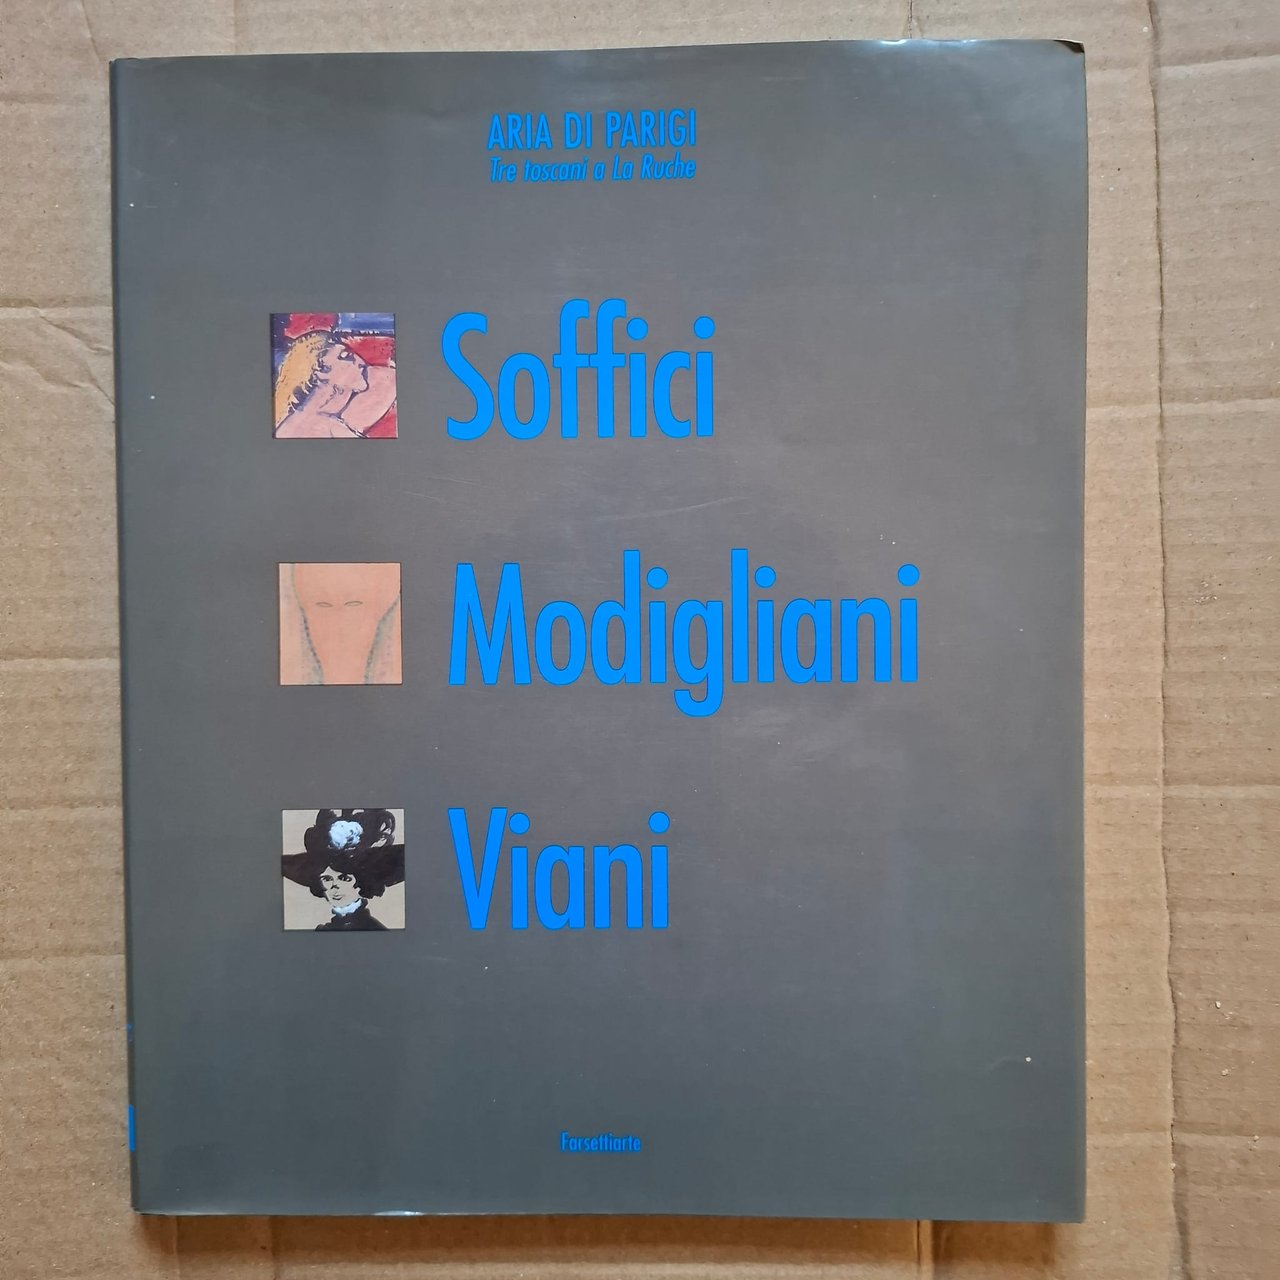 ARIA DI PARIGI
Tre toscani a La Ruche
Soffici
Modigliani
Viani
Farsettiarte